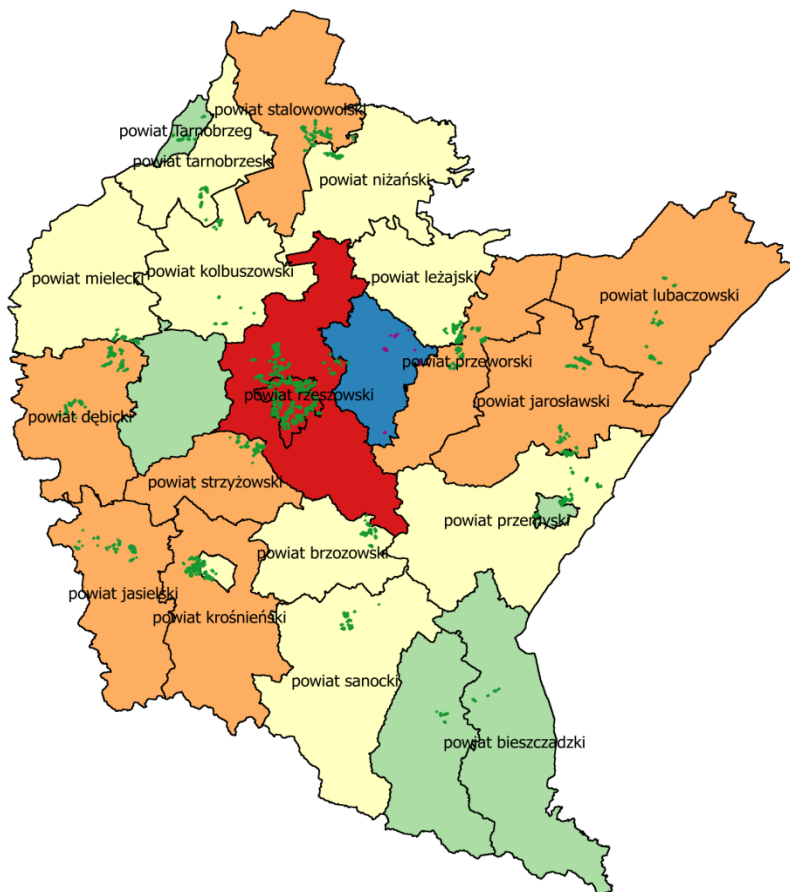 powiat stalowowolski
powiat Tarnobrzeg
powiat tarnobrzeski
powiat niżański
powiat kolbuszowski
powiat mielecki
powiat leżajski
powiat lubaczowski
powiat przeworski
powiat rzeszowski
powiat jarosławski
powiat dębicki
powiat strzyżowski
powiat przemyski
powiat brzozowski
powiat jasielski
powiat krośnieński
powiat sanocki
powiat bieszczadzki